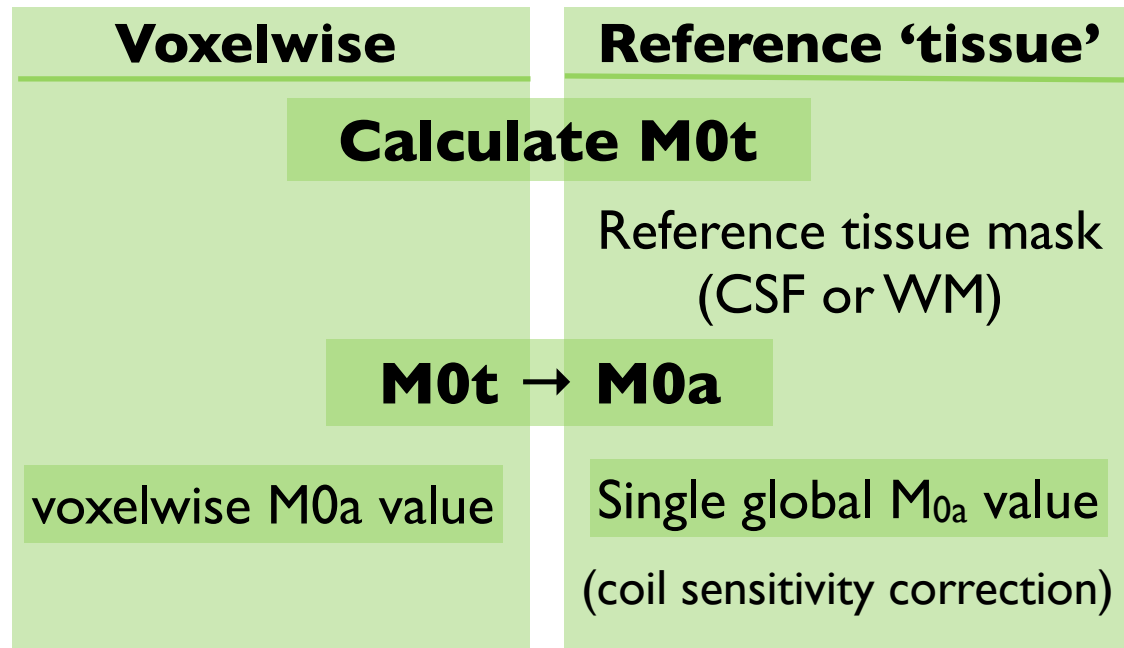 Voxelwise
Reference ‘tissue’
Calculate M0t
Reference tissue mask
(CSF or WM)
M0t → M0a
voxelwise M0a value
Single global M₀ₐ value
(coil sensitivity correction)